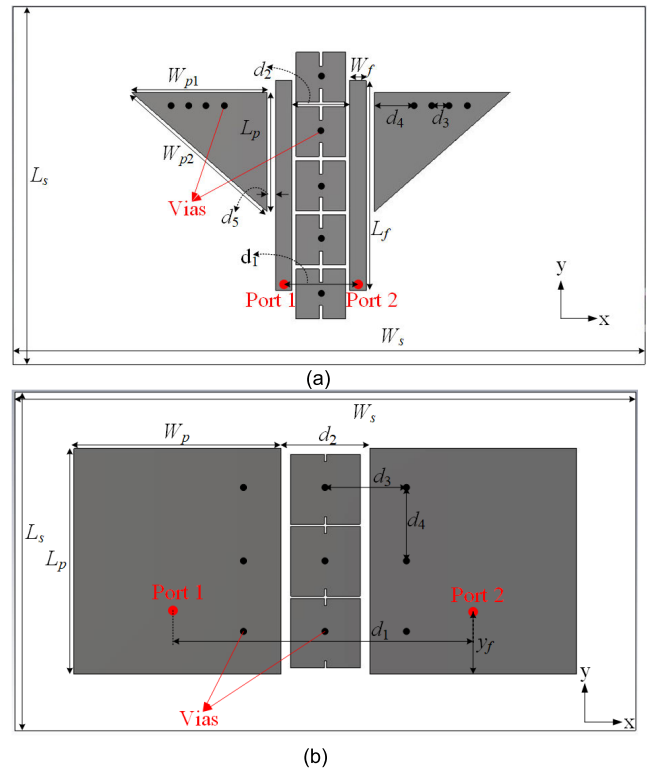 W_p1
d_2
W_f
L_p
d_4
d_3
W_p2
L_s
Vias
d_5
L_f
d_1
Port 1
Port 2
y
x
W_s
(a)
W_s
W_p
d_2
d_3
d_4
L_s
L_p
Port 1
Port 2
d_1
y_f
y
Vias
x
(b)